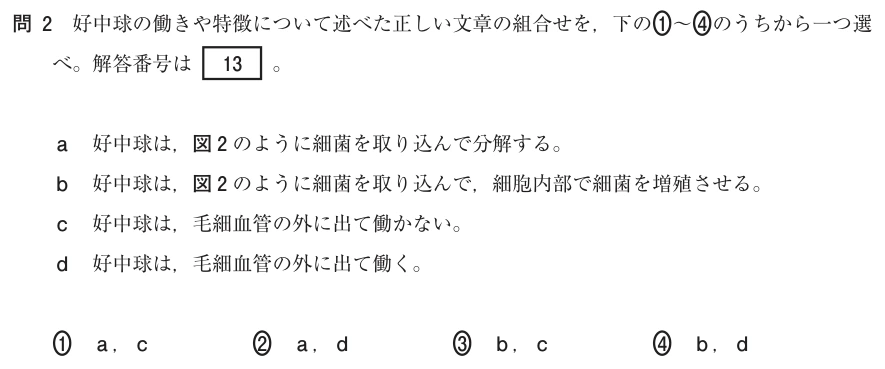 問 2 好中球の働きや特徴について述べた正しい文章の組合せを，下の①～④のうちから一つ選
べ。解答番号は 13 。
a 好中球は，図 2 のように細菌を取り込んで分解する。
b 好中球は，図 2 のように細菌を取り込んで，細胞内部で細菌を増殖させる。
c 好中球は，毛細血管の外に出て働かない。
d 好中球は，毛細血管の外に出て働く。
① a，c ② a，d ③ b，c ④ b，d